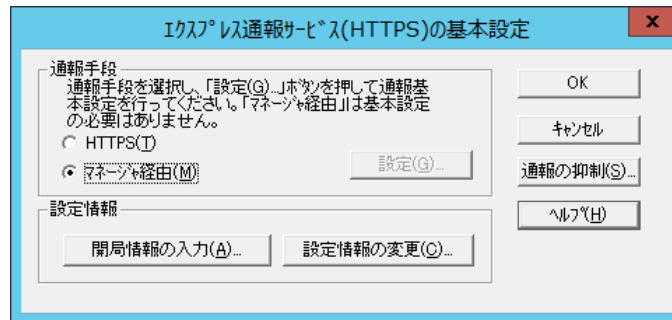 エクスプレス通報サービス(HTTPS)の基本設定
x
通報手段
通報手段を選択し、「設定(G)...」ボタンを押して通報基
本設定を行ってください。「マネージャ経由」は基本設定
の必要はありません。
HTTPS(T)
マネージャ経由(M)
設定(G)...
設定情報
開局情報の入力(A)...
設定情報の変更(C)...
OK
キャンセル
通報の抑制(S)...
ヘルプ(H)